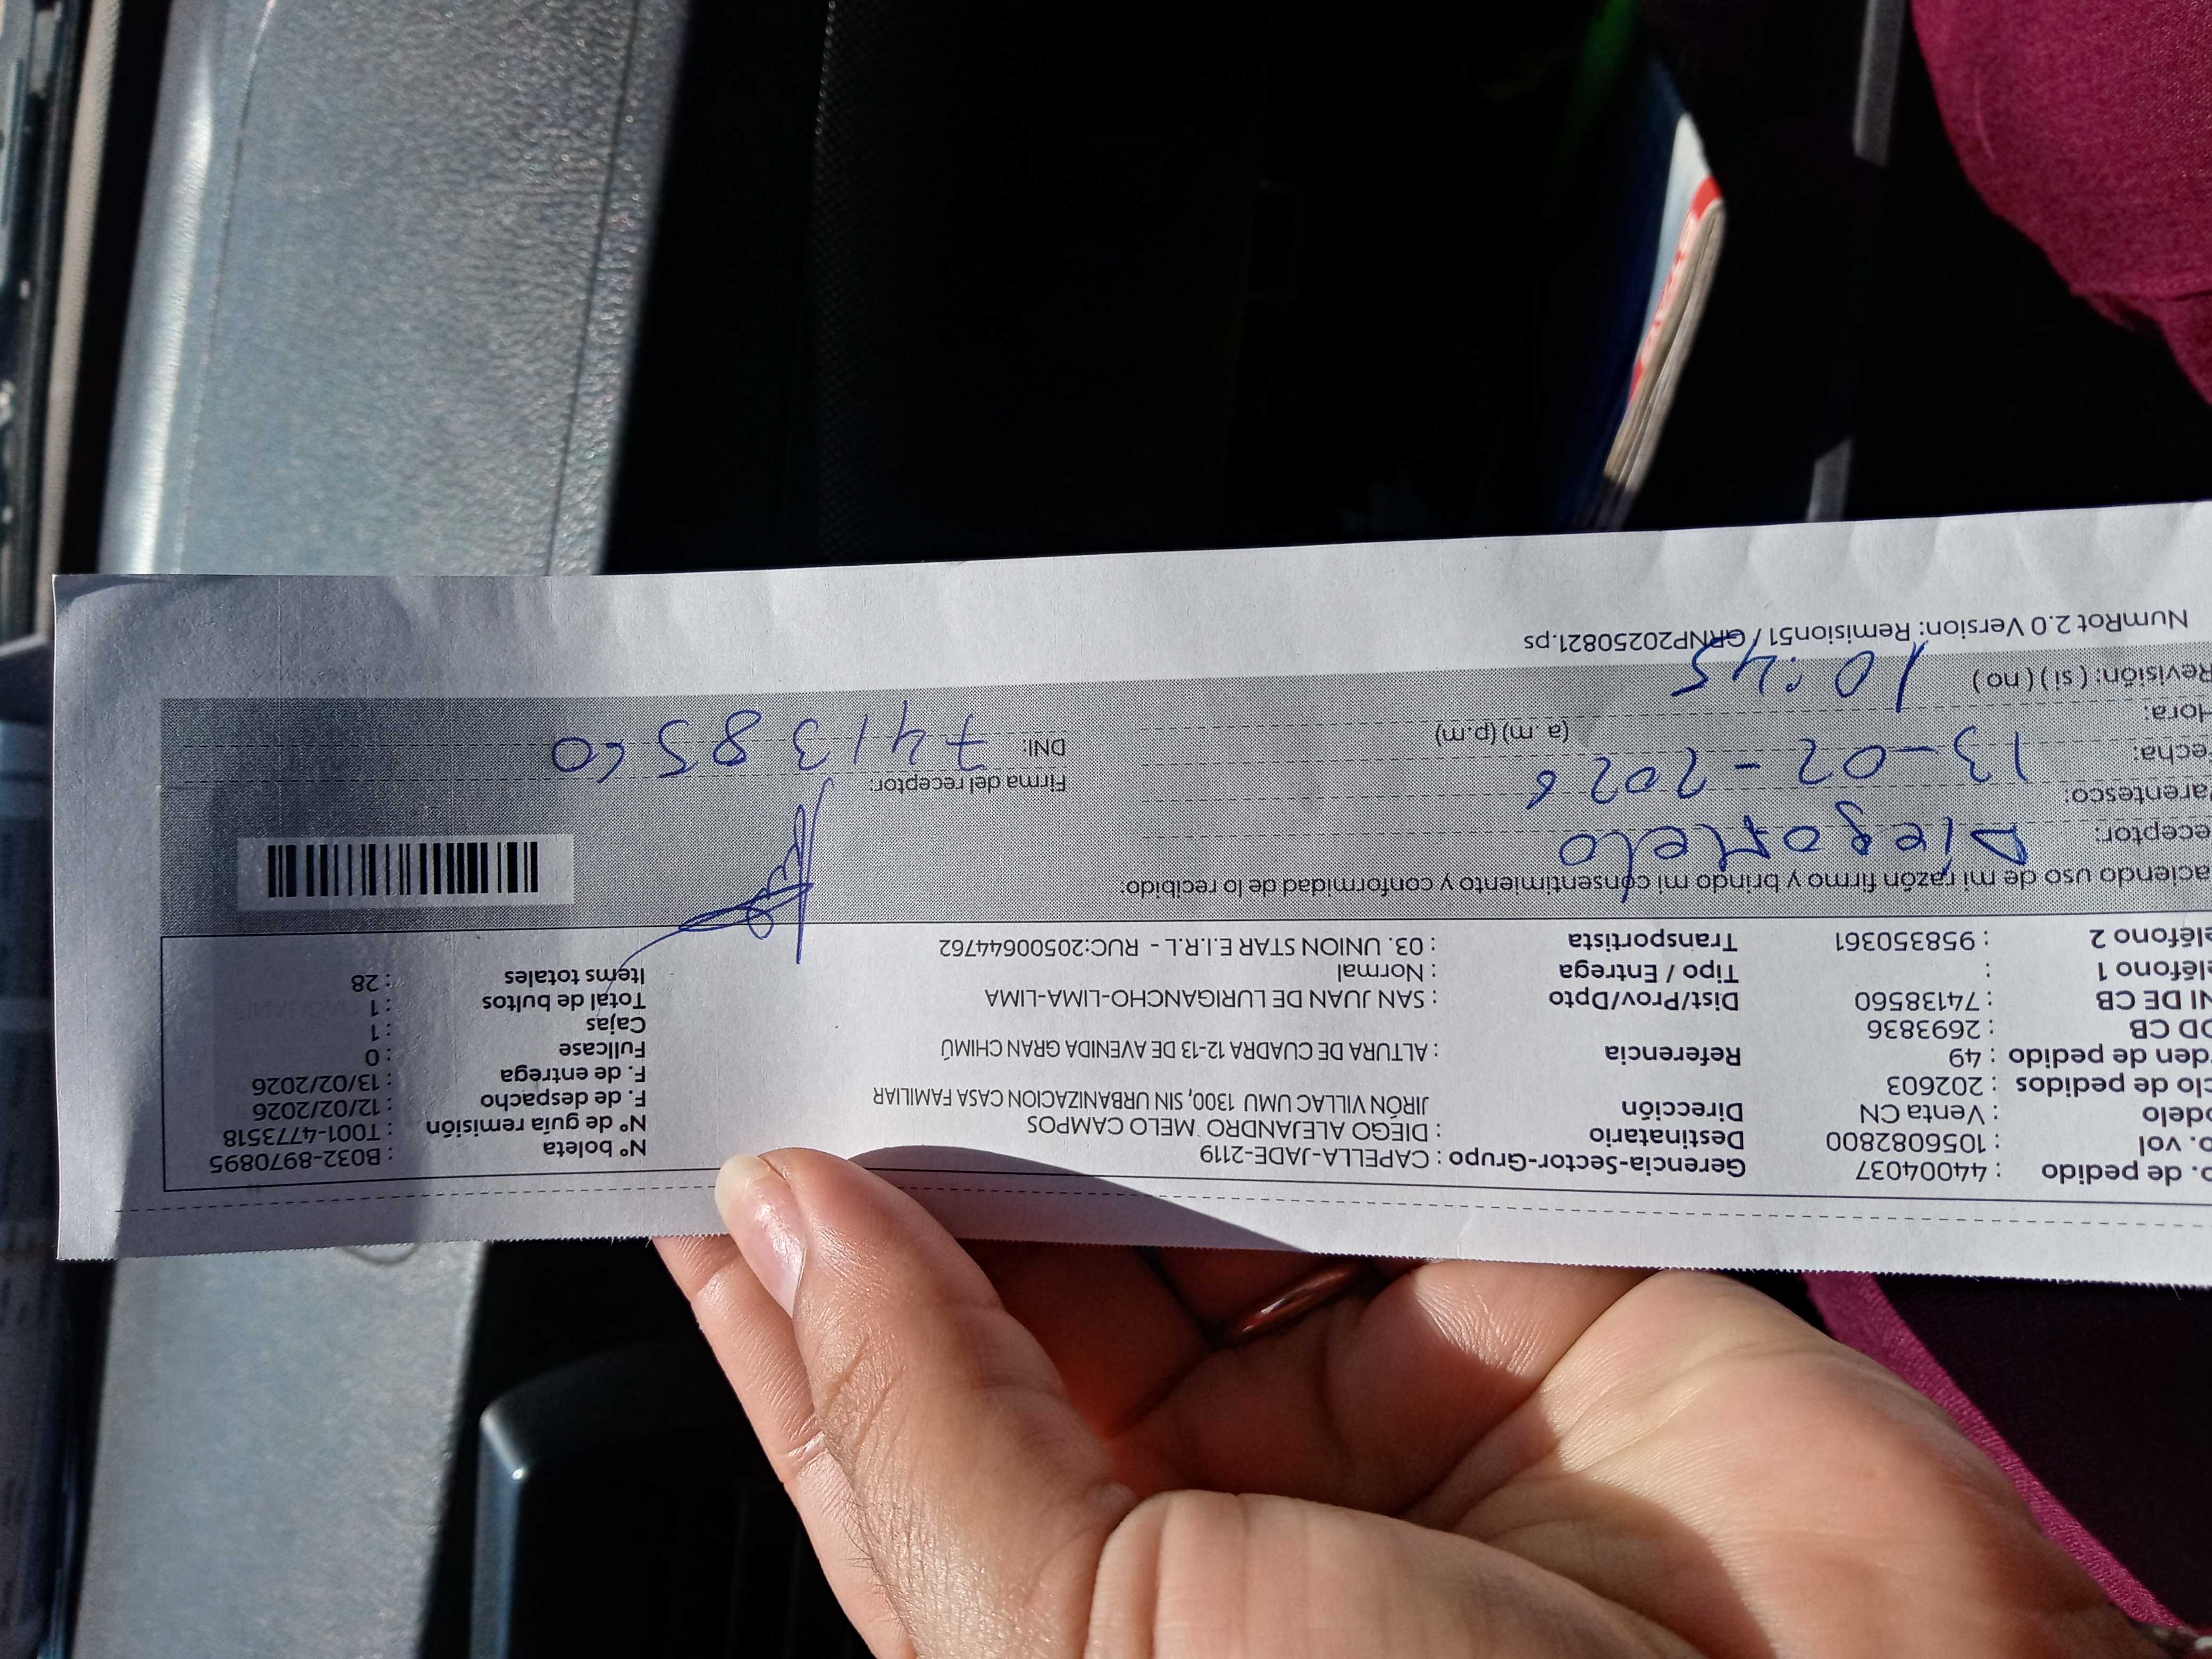 o. de pedido : 44004037 Gerencia-Sector-Grupo : CAPELLA-JADE-2119 Nº boleta : B032-8970895
o. vol : 1056082800 Destinatario : DIEGO ALEJANDRO MELO CAMPOS Nº de guía remisión : T001-4773518
odelo : Venta CN Dirección JIRÓN VILLAC UMU 1300, SIN URBANIZACION CASA FAMILIAR F. de despacho : 12/02/2026
clo de pedidos : 202603 F. de entrega : 13/02/2026
rden de pedido : 49 Referencia : ALTURA DE CUADRA 12-13 DE AVENIDA GRAN CHIMÚ Fullcase : 0
OD CB : 2693836 Cajas : 1
NI DE CB : 74138560 Dist/Prov/Dpto : SAN JUAN DE LURIGANCHO-LIMA-LIMA Total de bultos : 1
eléfono 1 : Tipo / Entrega : Normal Items totales : 28
eléfono 2 : 958350361 Transportista : 03. UNION STAR E.I.R.L - RUC:20500644762
aciendo uso de mi razón firmo y brindo mi consentimiento y conformidad de lo recibido:
eceptor: Diego Melo
arentesco:
echa: 13-02-2026 Firma del receptor:
Hora: (a.m) (p.m) DNI: 74138560
Revisión: ( si ) ( no ) 10:45
NumRot 2.0 Version: Remision51 / GRNP20250821.ps